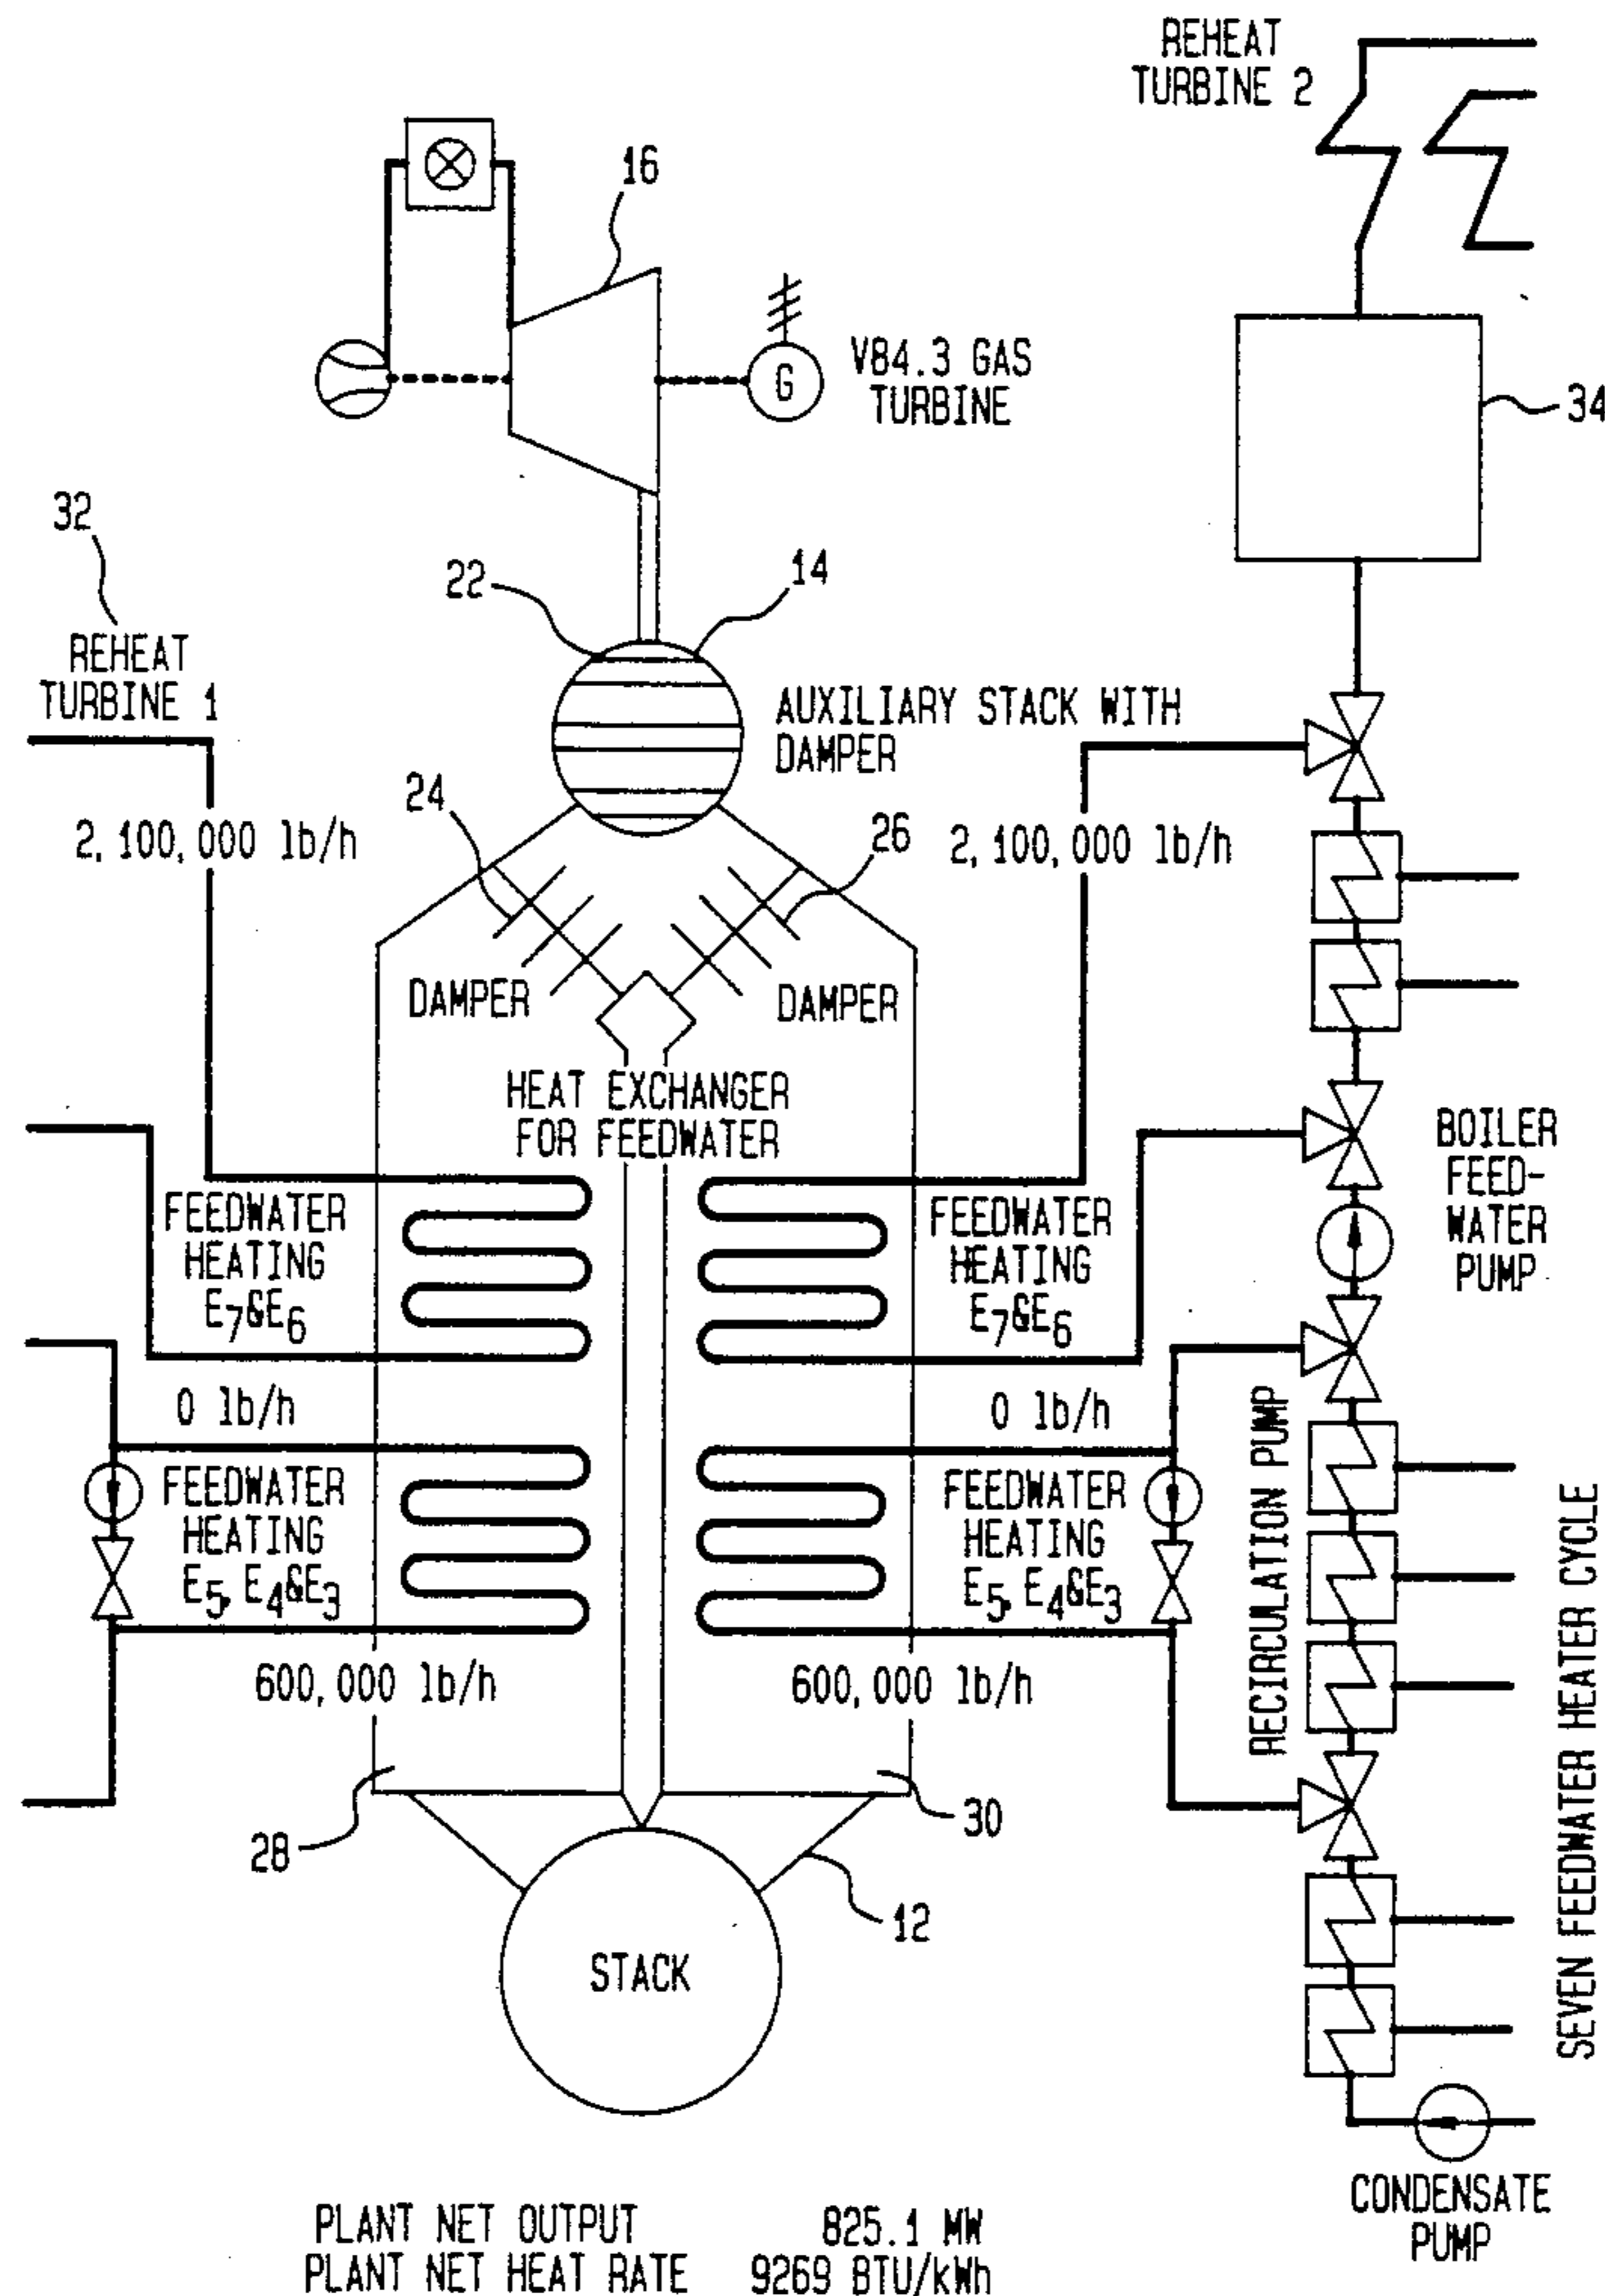 REHEAT
TURBINE 2
16
V84.3 GAS
TURBINE
G
34
32
REHEAT
TURBINE 1
22
14
AUXILIARY STACK WITH
DAMPER
24
26
2,100,000 lb/h
2,100,000 lb/h
DAMPER
DAMPER
HEAT EXCHANGER
FOR FEEDWATER
BOILER
FEED-
WATER
PUMP
FEEDWATER
HEATING
E7&E6
FEEDWATER
HEATING
E7&E6
0 lb/h
0 lb/h
FEEDWATER
HEATING
E5, E4&E3
FEEDWATER
HEATING
E5, E4&E3
RECIRCULATION PUMP
SEVEN FEEDWATER HEATER CYCLE
600,000 lb/h
600,000 lb/h
28
30
12
STACK
CONDENSATE
PUMP
PLANT NET OUTPUT 825.1 MW
PLANT NET HEAT RATE 9269 BTU/kWh